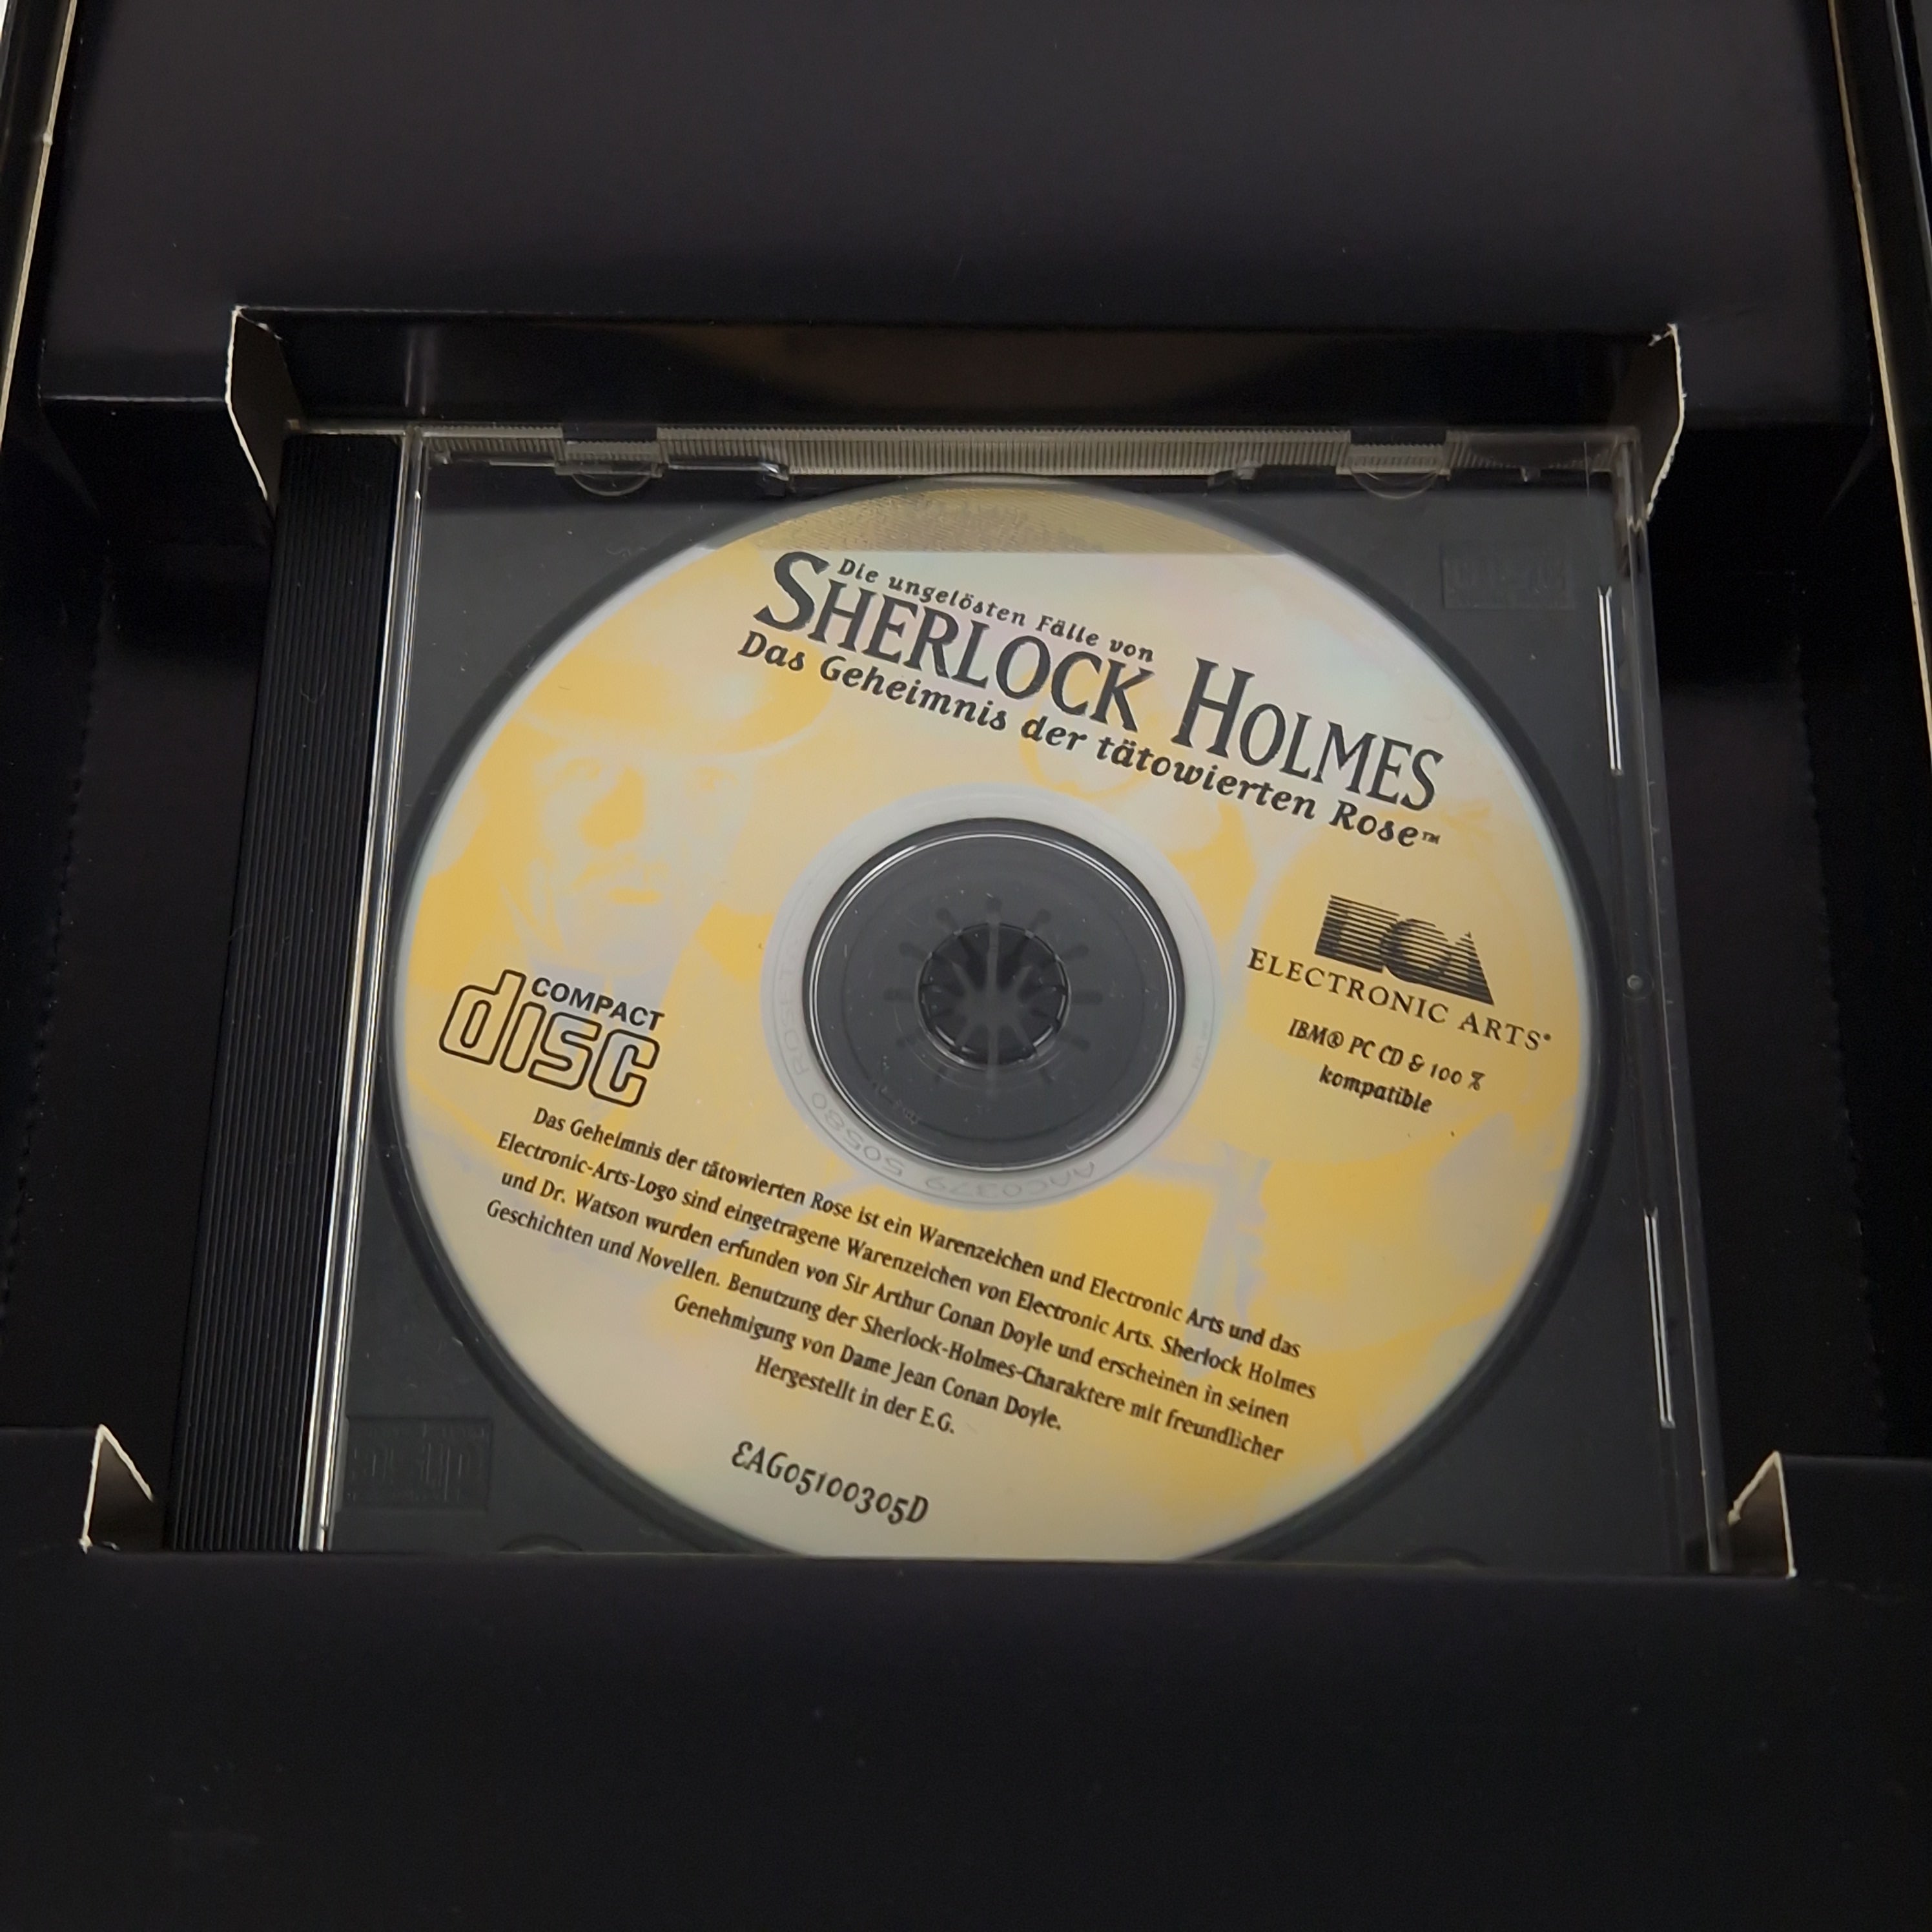 Die ungelösten Fälle von
SHERLOCK HOLMES
Das Geheimnis der tätowierten Rose™
ECA
ELECTRONIC ARTS®
IBM® PC CD & 100 %
kompatible
COMPACT
disc
Das Geheimnis der tätowierten Rose ist ein Warenzeichen und Electronic Arts und das
Electronic-Arts-Logo sind eingetragene Warenzeichen von Electronic Arts. Sherlock Holmes
und Dr. Watson wurden erfunden von Sir Arthur Conan Doyle und erscheinen in seinen
Geschichten und Novellen. Benutzung der Sherlock-Holmes-Charaktere mit freundlicher
Genehmigung von Dame Jean Conan Doyle.
Hergestellt in der E.G.
EAG05100305D
AAC0379